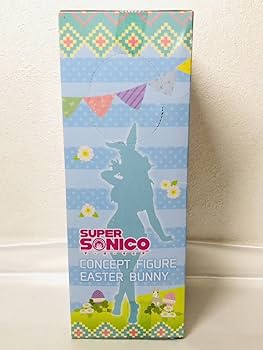 SUPER
SONICO
CONCEPT FIGURE
EASTER BUNNY